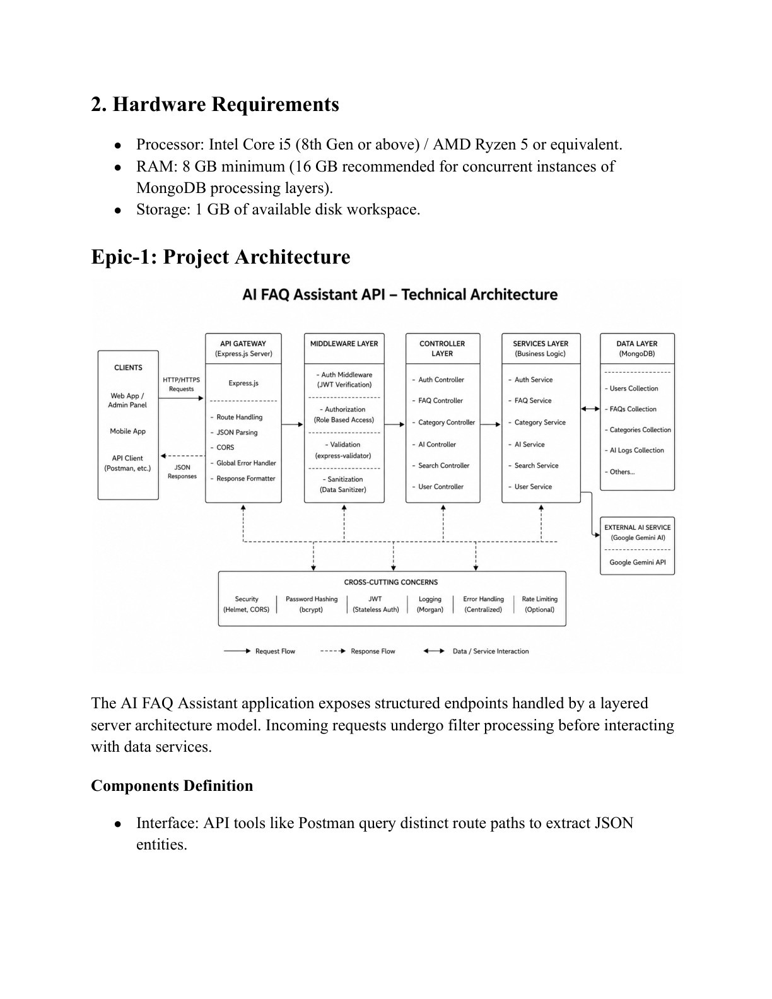 2. Hardware Requirements
● Processor: Intel Core i5 (8th Gen or above) / AMD Ryzen 5 or equivalent.
● RAM: 8 GB minimum (16 GB recommended for concurrent instances of
MongoDB processing layers).
● Storage: 1 GB of available disk workspace.
Epic-1: Project Architecture
AI FAQ Assistant API – Technical Architecture
CLIENTS
Web App /
Admin Panel
Mobile App
API Client
(Postman, etc.)
HTTP/HTTPS
Requests
JSON
Responses
API GATEWAY
(Express.js Server)
Express.js
- Route Handling
- JSON Parsing
- CORS
- Global Error Handler
- Response Formatter
MIDDLEWARE LAYER
- Auth Middleware
(JWT Verification)
- Authorization
(Role Based Access)
- Validation
(express-validator)
- Sanitization
(Data Sanitizer)
CONTROLLER
LAYER
- Auth Controller
- FAQ Controller
- Category Controller
- AI Controller
- Search Controller
- User Controller
SERVICES LAYER
(Business Logic)
- Auth Service
- FAQ Service
- Category Service
- AI Service
- Search Service
- User Service
DATA LAYER
(MongoDB)
- Users Collection
- FAQs Collection
- Categories Collection
- AI Logs Collection
- Others...
EXTERNAL AI SERVICE
(Google Gemini AI)
Google Gemini API
CROSS-CUTTING CONCERNS
Security
(Helmet, CORS)
Password Hashing
(bcrypt)
JWT
(Stateless Auth)
Logging
(Morgan)
Error Handling
(Centralized)
Rate Limiting
(Optional)
Request Flow
Response Flow
Data / Service Interaction
The AI FAQ Assistant application exposes structured endpoints handled by a layered
server architecture model. Incoming requests undergo filter processing before interacting
with data services.
Components Definition
● Interface: API tools like Postman query distinct route paths to extract JSON
entities.